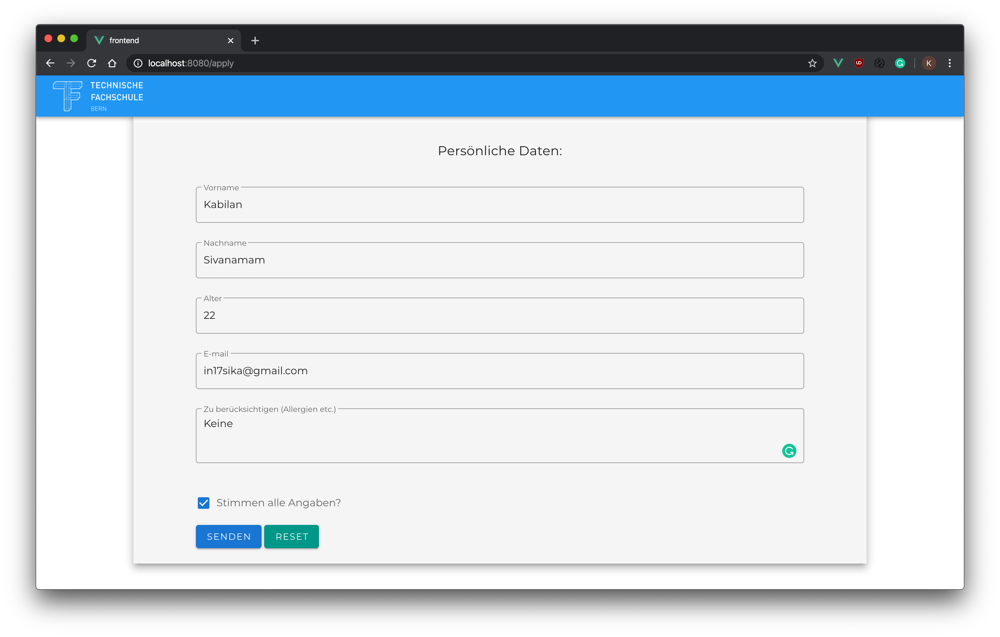 frontend
localhost:8080/apply
K
TECHNISCHE
FACHSCHULE
BERN
Persönliche Daten:
Vorname
Kabilan
Nachname
Sivanamam
Alter
22
E-mail
in17sika@gmail.com
Zu berücksichtigen (Allergien etc.)
Keine
Stimmen alle Angaben?
SENDEN RESET